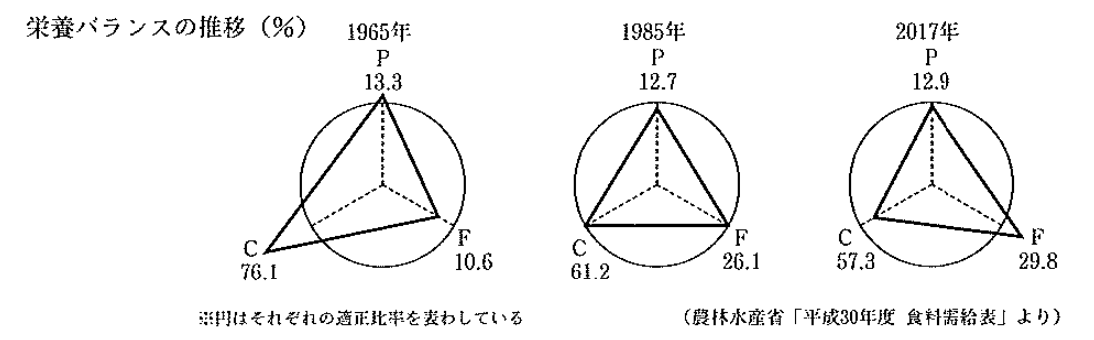 栄養バランスの推移（%）
1965年
P
13.3
C
76.1
F
10.6
1985年
P
12.7
C
61.2
F
26.1
2017年
P
12.9
C
57.3
F
29.8
※円はそれぞれの適正比率を表わしている
（農林水産省「平成30年度 食料需給表」より）